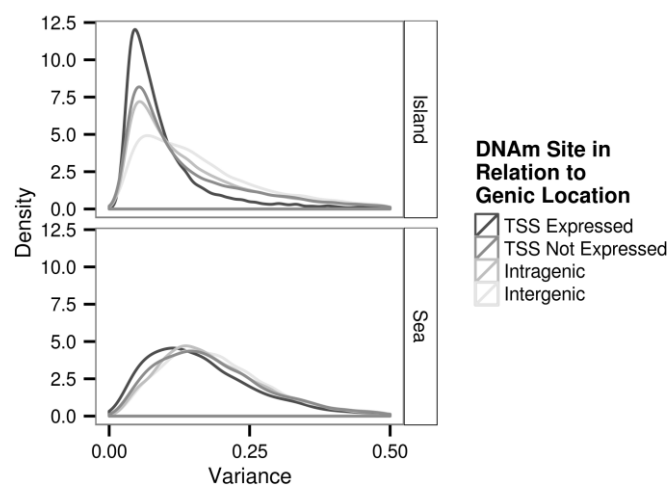 12.5
10.0
7.5
5.0
2.5
0.0
Island
12.5
10.0
7.5
5.0
2.5
0.0
Sea
Density
0.00 0.25 0.50
Variance
DNAm Site in
Relation to
Genic Location
TSS Expressed
TSS Not Expressed
Intragenic
Intergenic